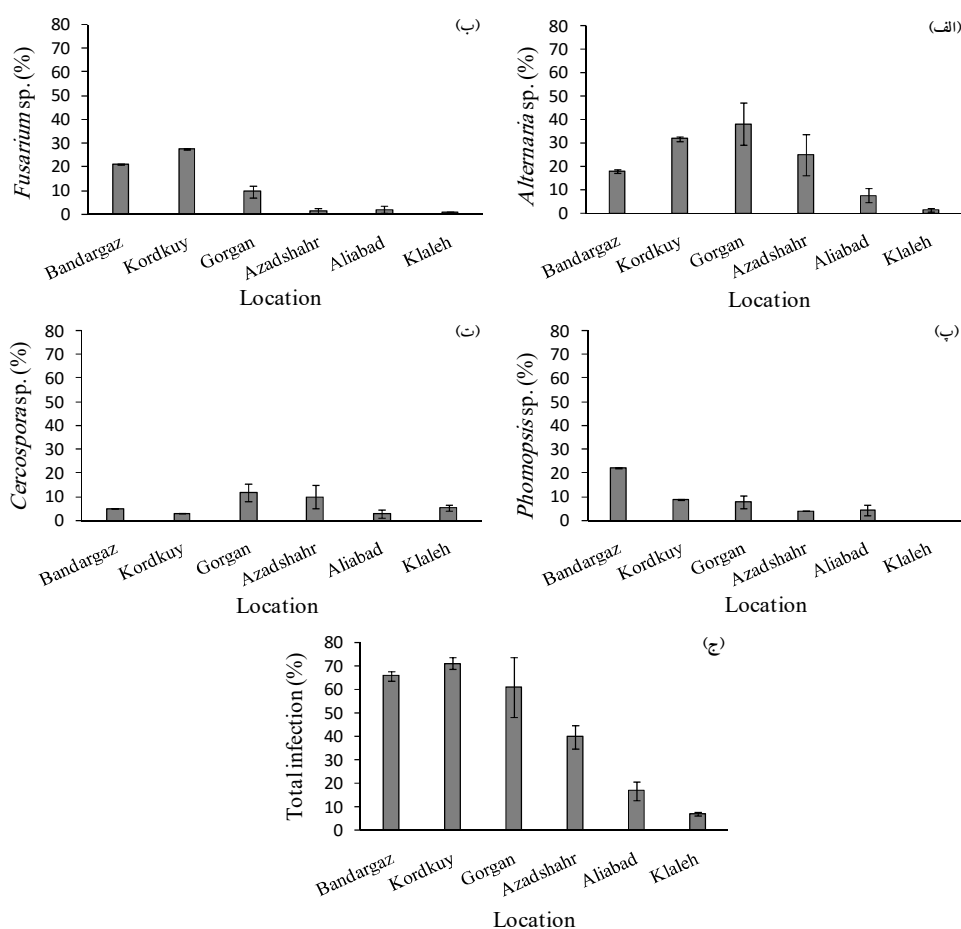 (ب)
Fusarium sp. (%)
80
70
60
50
40
30
20
10
0
Bandargaz
Kordkuy
Gorgan
Azadshahr
Aliabad
Klaleh
Location
(الف)
Alternaria sp. (%)
80
70
60
50
40
30
20
10
0
Bandargaz
Kordkuy
Gorgan
Azadshahr
Aliabad
Klaleh
Location
(ت)
Cercospora sp. (%)
80
70
60
50
40
30
20
10
0
Bandargaz
Kordkuy
Gorgan
Azadshahr
Aliabad
Klaleh
Location
(پ)
Phomopsis sp. (%)
80
70
60
50
40
30
20
10
0
Bandargaz
Kordkuy
Gorgan
Azadshahr
Aliabad
Klaleh
Location
(ج)
Total infection (%)
80
70
60
50
40
30
20
10
0
Bandargaz
Kordkuy
Gorgan
Azadshahr
Aliabad
Klaleh
Location